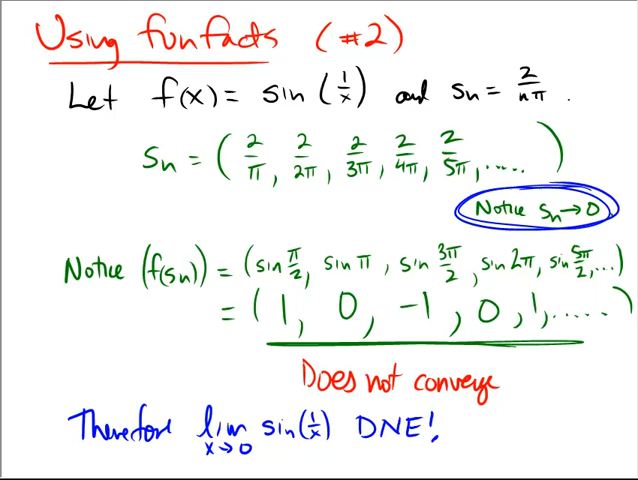 Using fun facts (#2)
Let f(x) = sin (1/x) and sn = 2/nπ .
sn = ( 2/π , 2/2π , 2/3π , 2/4π , 2/5π , ..... )
Notice sn → 0
Notice (f(sn)) = (sin π/2, sin π , sin 3π/2 , sin 2π, sin 5π/2, ...)
= ( 1 , 0 , -1 , 0 , 1 , ...... )
Does not converge
Therefore lim x→0 sin(1/x) DNE!